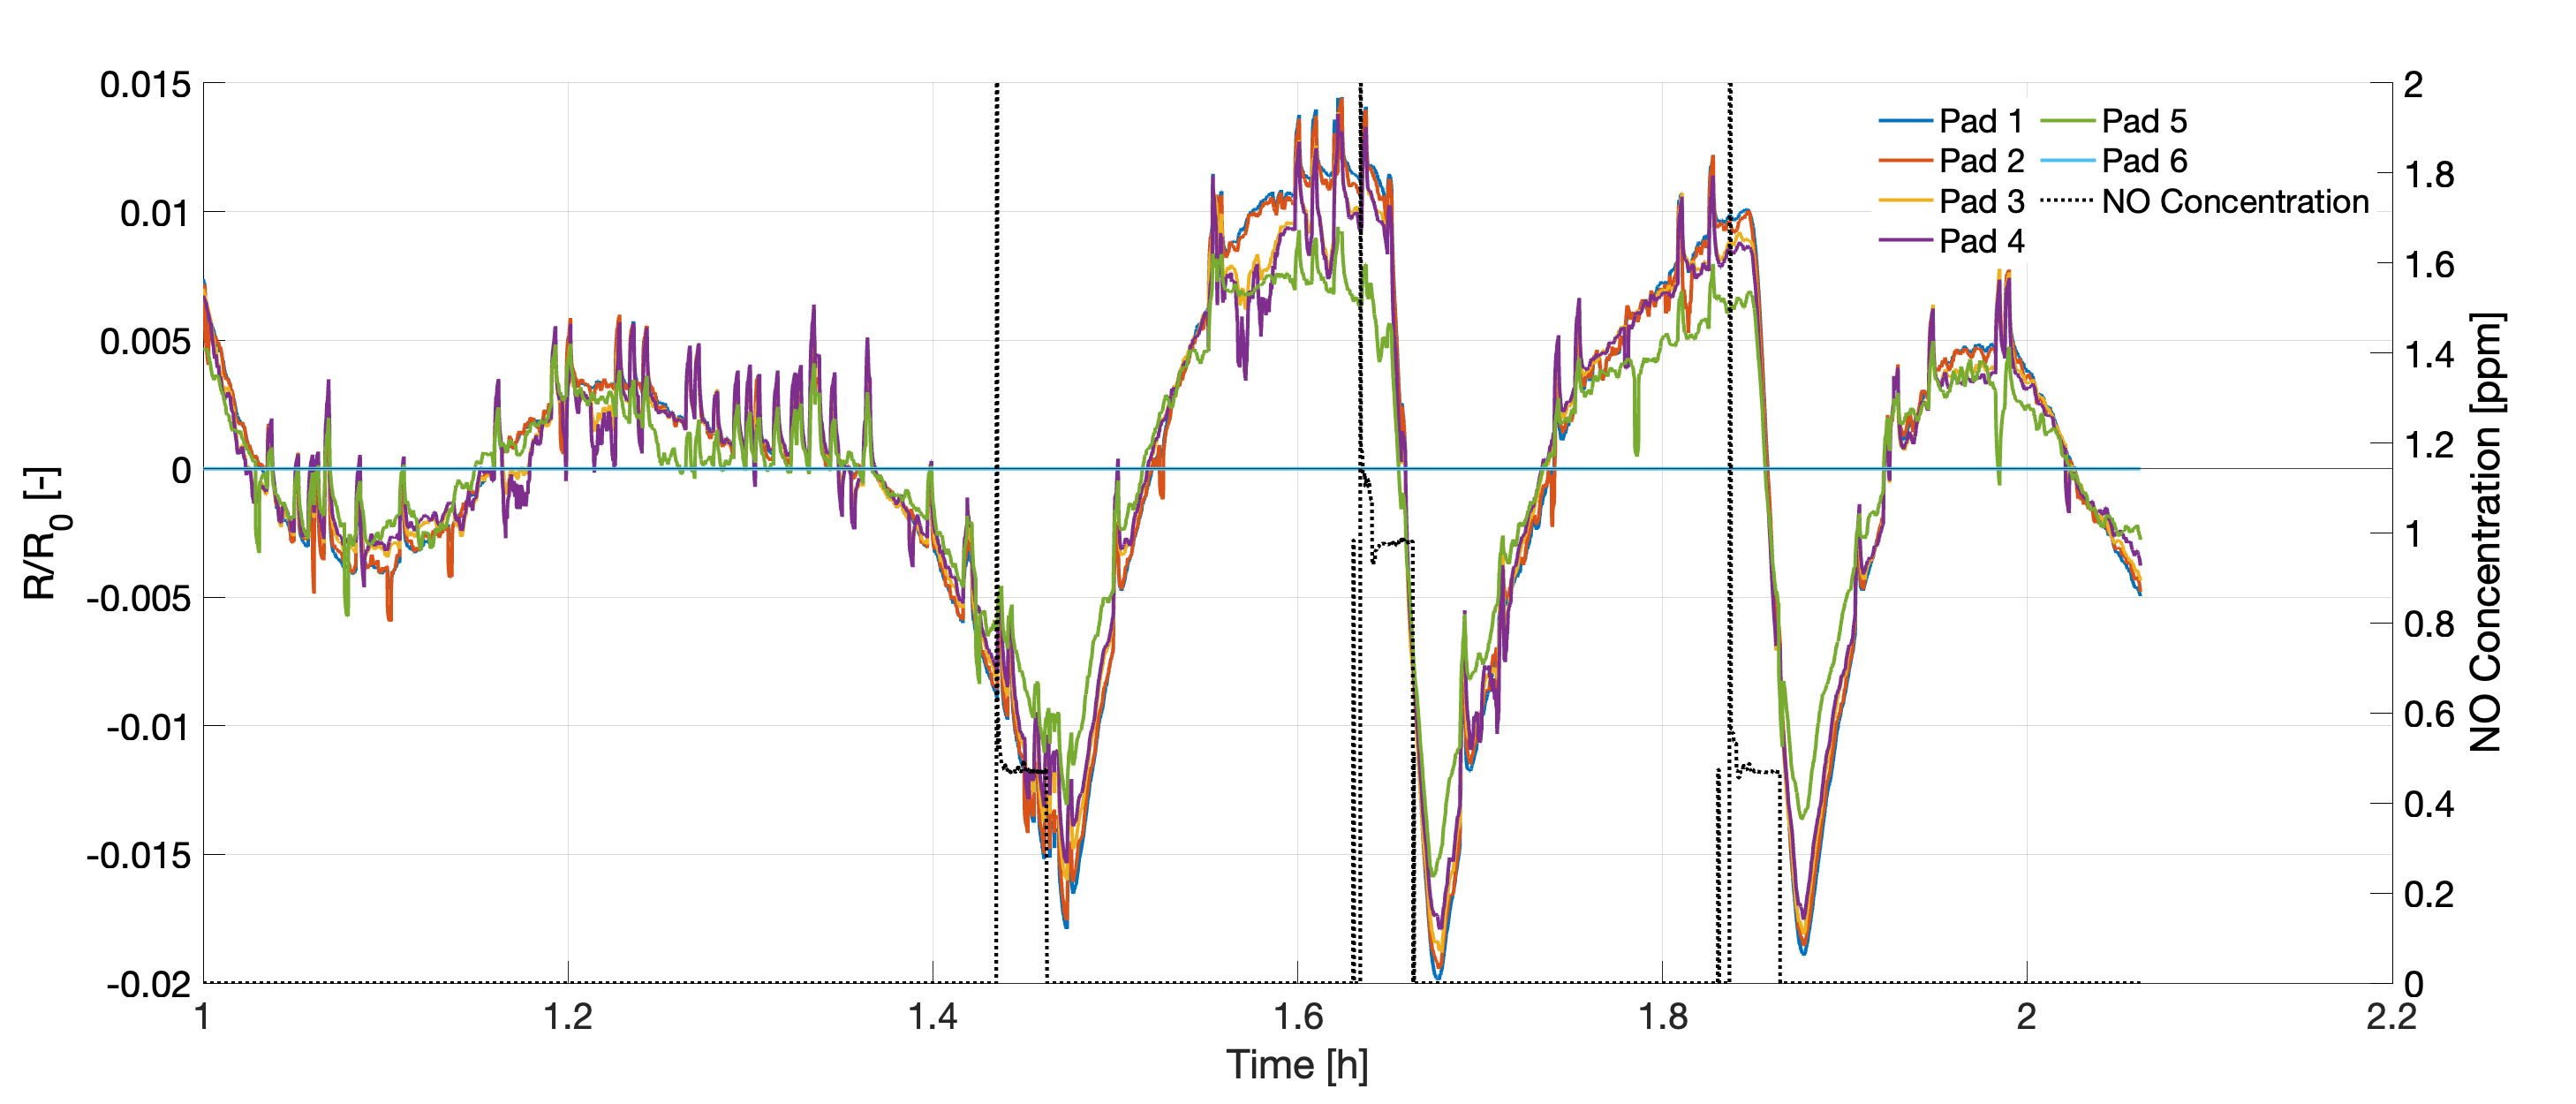 0.015
0.01
0.005
0
-0.005
-0.01
-0.015
-0.02
R/R0 [-]
1
1.2
1.4
1.6
1.8
2
2.2
Time [h]
2
1.8
1.6
1.4
1.2
1
0.8
0.6
0.4
0.2
0
NO Concentration [ppm]
Pad 1
Pad 2
Pad 3
Pad 4
Pad 5
Pad 6
NO Concentration